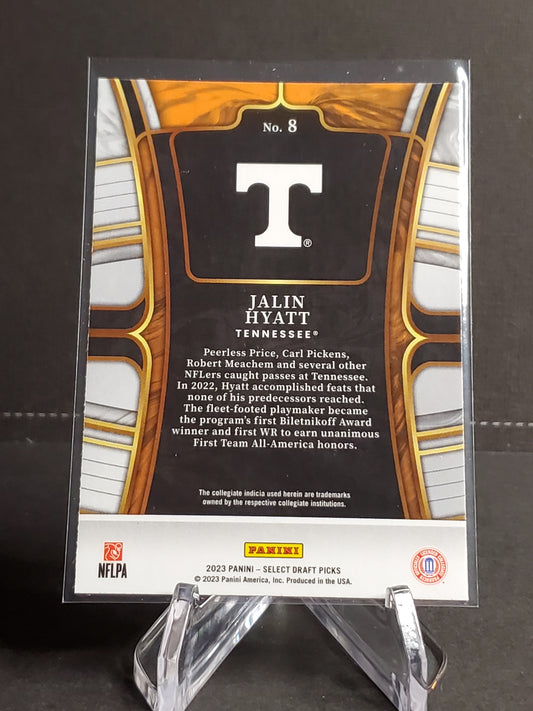 No. 8
T
®
JALIN
HYATT
TENNESSEE®
Peerless Price, Carl Pickens,
Robert Meachem and several other
NFLers caught passes at Tennessee.
In 2022, Hyatt accomplished feats that
none of his predecessors reached.
The fleet-footed playmaker became
the program's first Biletnikoff Award
winner and first WR to earn unanimous
First Team All-America honors.
The collegiate indicia used herein are trademarks
owned by the respective collegiate institutions.
PANINI
NFLPA
2023 PANINI – SELECT DRAFT PICKS
© 2023 Panini America, Inc. Produced in the USA.